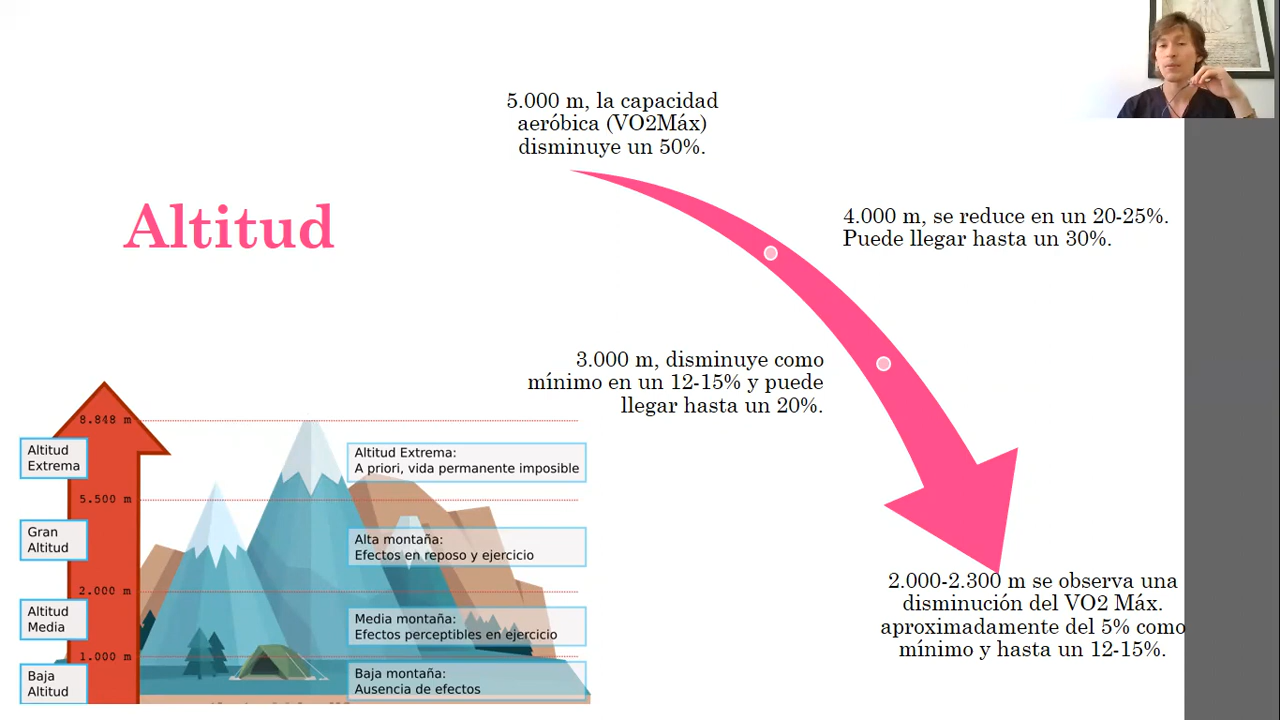 5.000 m, la capacidad
aeróbica (VO2Máx)
disminuye un 50%.
Altitud
4.000 m, se reduce en un 20-25%.
Puede llegar hasta un 30%.
3.000 m, disminuye como
mínimo en un 12-15% y puede
llegar hasta un 20%.
2.000-2.300 m se observa una
disminución del VO2 Máx.
aproximadamente del 5% como
mínimo y hasta un 12-15%.
8.848 m
Altitud
Extrema
Altitud Extrema:
A priori, vida permanente imposible
5.500 m
Gran
Altitud
Alta montaña:
Efectos en reposo y ejercicio
2.000 m
Altitud
Media
Media montaña:
Efectos perceptibles en ejercicio
1.000 m
Baja
Altitud
Baja montaña:
Ausencia de efectos